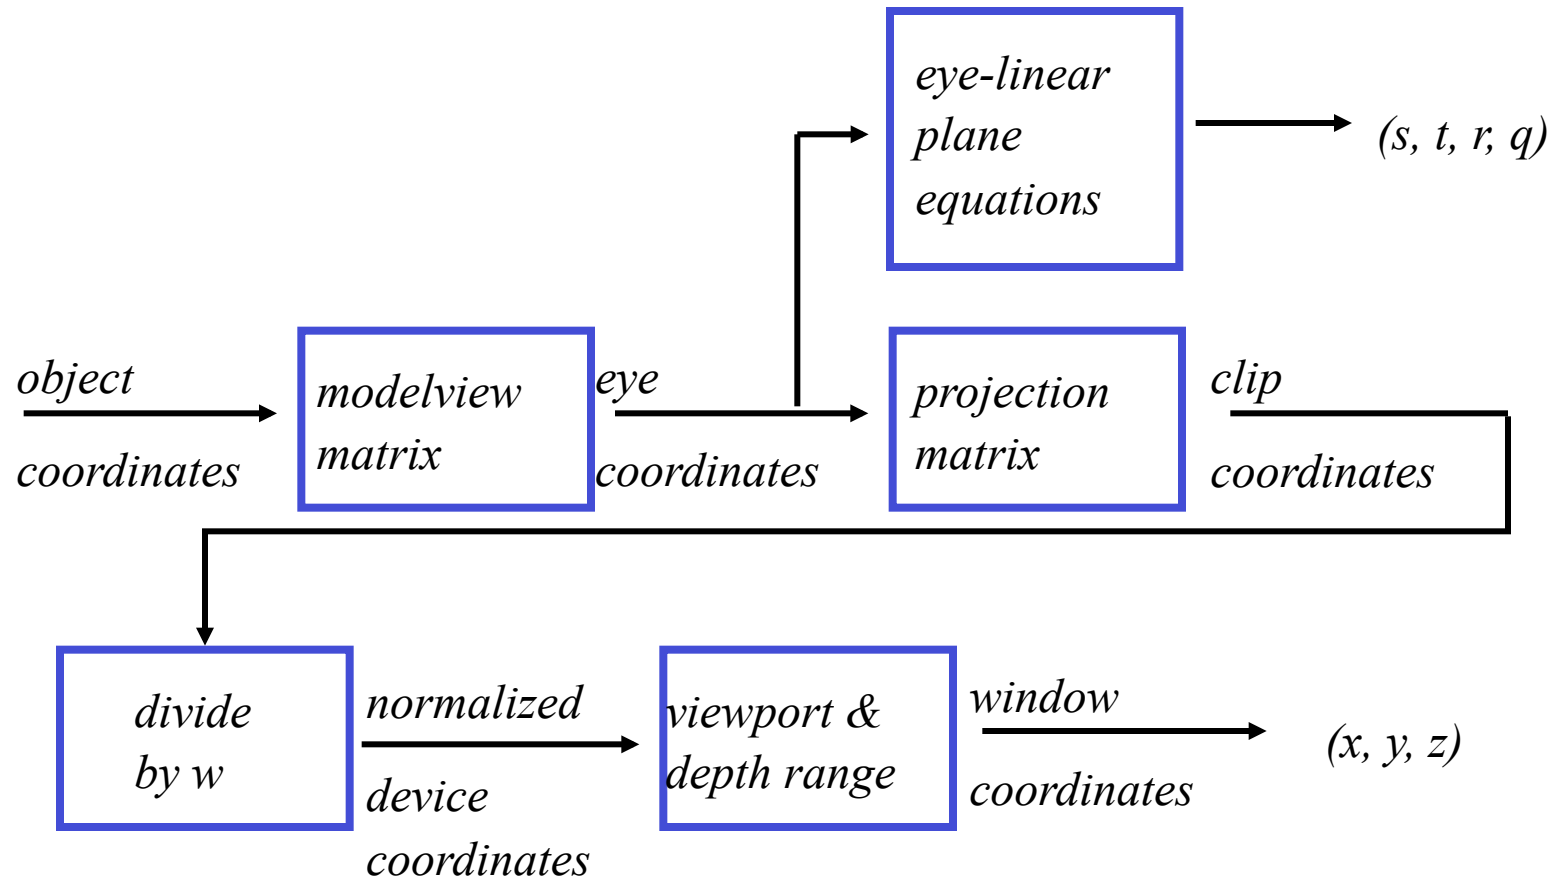 eye-linear
plane
equations
(s, t, r, q)
object
coordinates
modelview
matrix
eye
coordinates
projection
matrix
clip
coordinates
divide
by w
normalized
device
coordinates
viewport &
depth range
window
coordinates
(x, y, z)